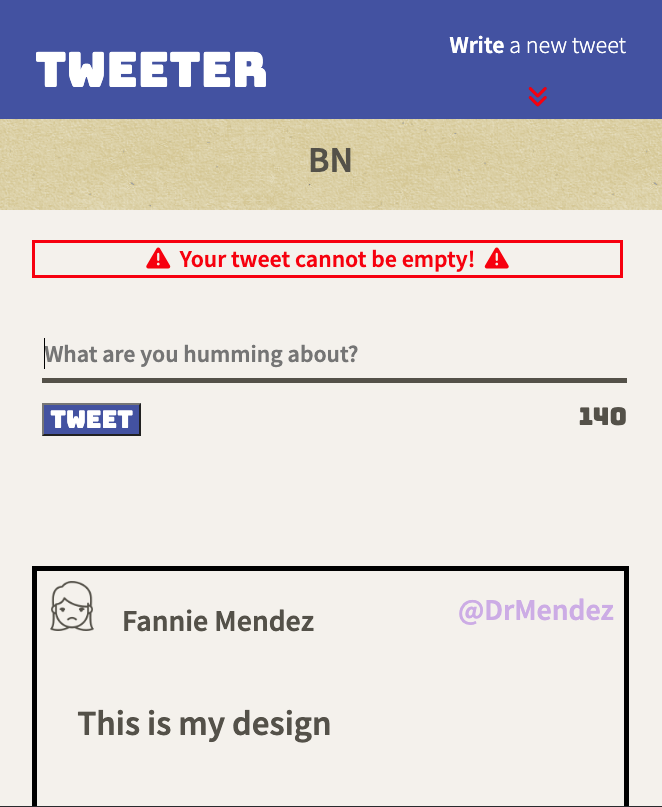 TWEETER
Write a new tweet
BN
Your tweet cannot be empty!
What are you humming about?
TWEET
140
Fannie Mendez
@DrMendez
This is my design